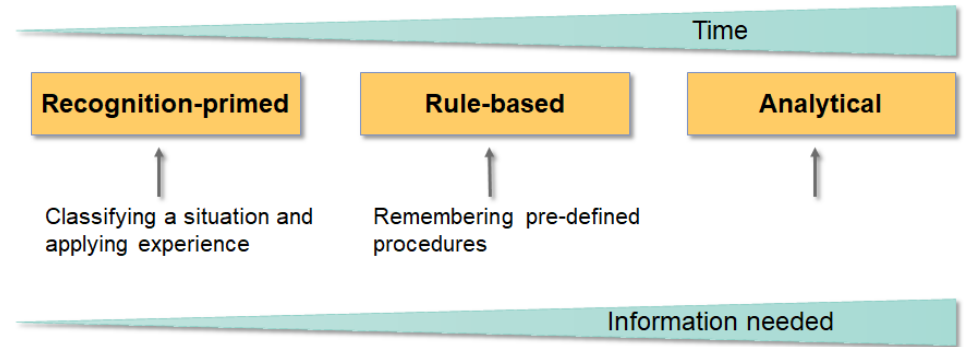 Time
Recognition-primed
Rule-based
Analytical
Classifying a situation and
applying experience
Remembering pre-defined
procedures
Information needed